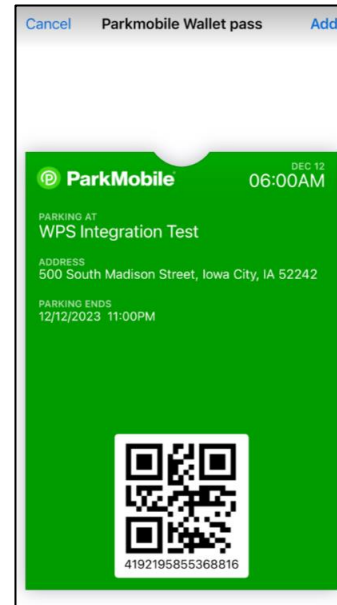 Cancel Parkmobile Wallet pass Add
ParkMobile
DEC 12
06:00AM
PARKING AT
WPS Integration Test
ADDRESS
500 South Madison Street, Iowa City, IA 52242
PARKING ENDS
12/12/2023 11:00PM
4192195855368816